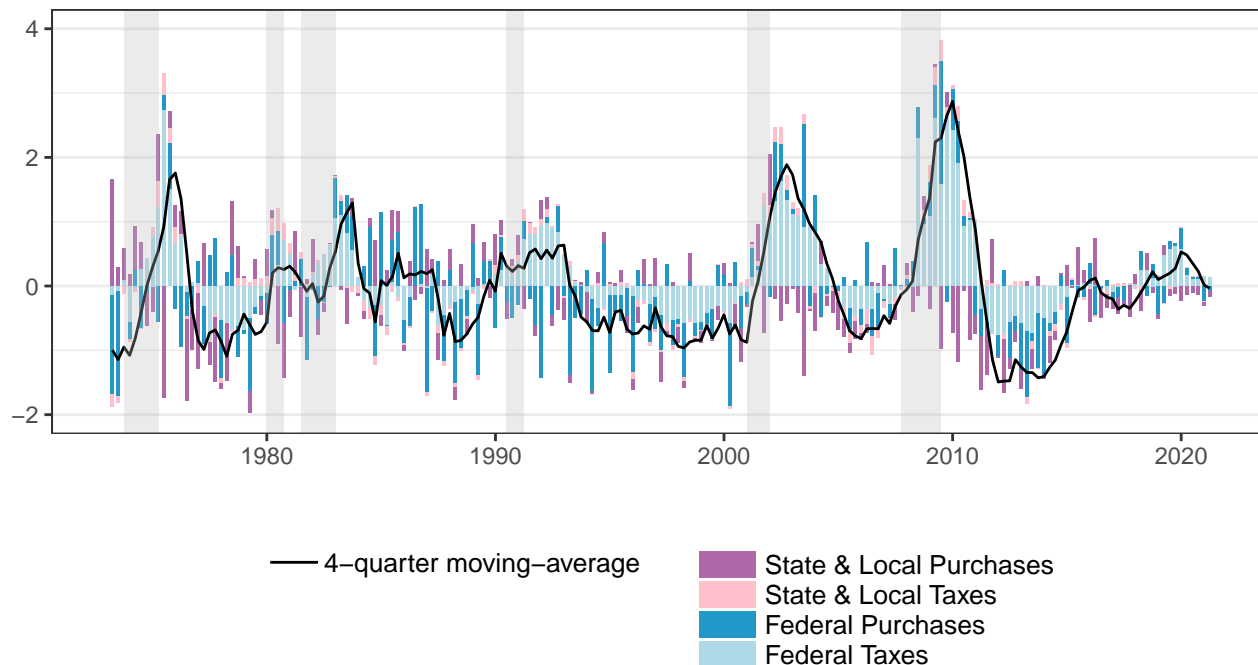 4
2
0
−2
1980 1990 2000 2010 2020
4−quarter moving−average
State & Local Purchases
State & Local Taxes
Federal Purchases
Federal Taxes